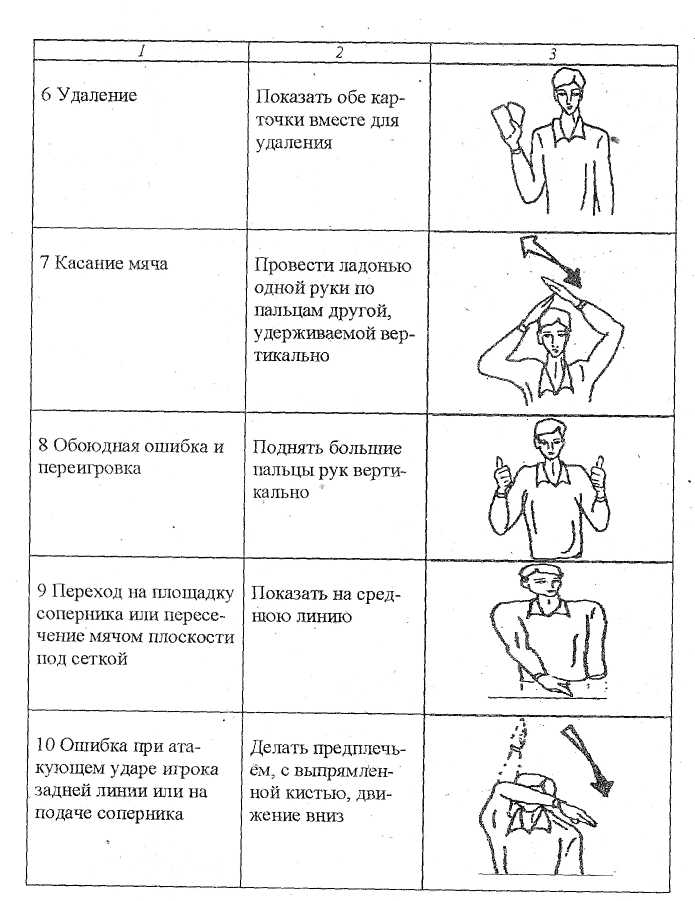 1 2 3
6 Удаление
Показать обе кар-
точки вместе для
удаления
7 Касание мяча
Провести ладонью
одной руки по
пальцам другой,
удерживаемой вер-
тикально
8 Обоюдная ошибка и
переигровка
Поднять большие
пальцы рук верти-
кально
9 Переход на площадку
соперника или пересе-
чение мячом плоскости
под сеткой
Показать на сред-
нюю линию
10 Ошибка при ата-
кующем ударе игрока
задней линии или на
подаче соперника
Делать предплечь-
ем, с выпрямлен-
ной кистью, дви-
жение вниз